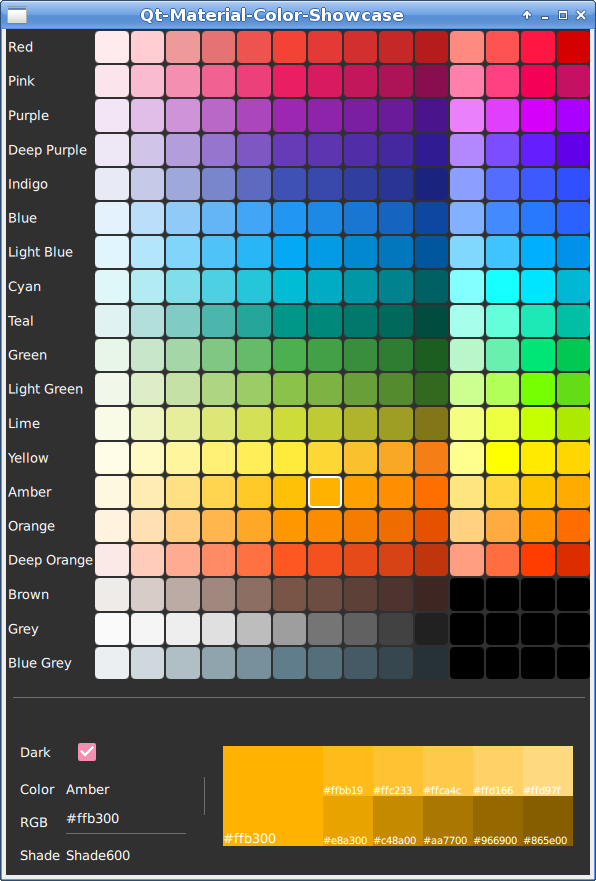 Qt-Material-Color-Showcase
Red
Pink
Purple
Deep Purple
Indigo
Blue
Light Blue
Cyan
Teal
Green
Light Green
Lime
Yellow
Amber
Orange
Deep Orange
Brown
Grey
Blue Grey
Dark
Color Amber
RGB #ffb300
Shade Shade600
#ffbb19 #ffc233 #ffca4c #ffd166 #ffd97f
#ffb300 #e8a300 #c48a00 #aa7700 #966900 #865e00